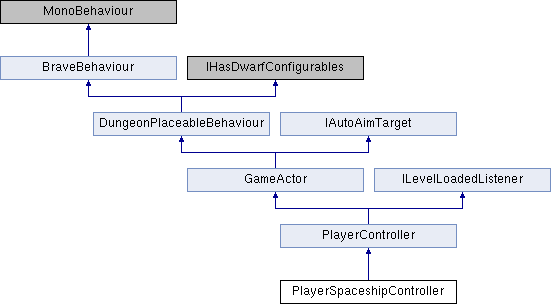 MonoBehaviour
BraveBehaviour
IHasDwarfConfigurables
DungeonPlaceableBehaviour
IAutoAimTarget
GameActor
ILevelLoadedListener
PlayerController
PlayerSpaceshipController